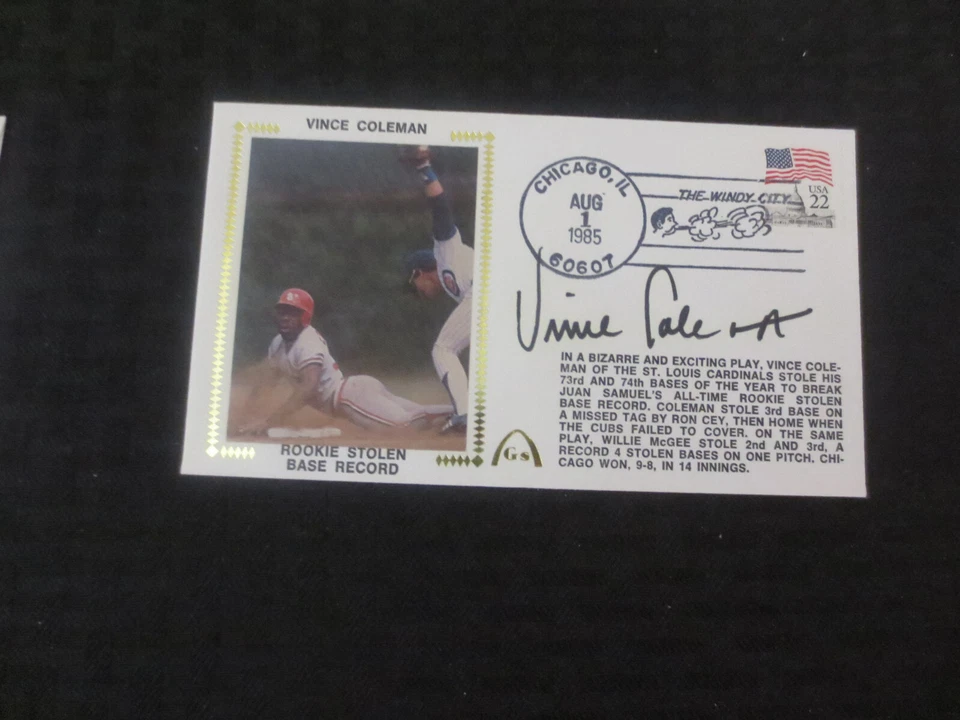 VINCE COLEMAN
ROOKIE STOLEN
BASE RECORD
Gs
CHICAGO, IL
AUG
1
1985
60607
THE WINDY CITY
USA
22
Vince Coleman
IN A BIZARRE AND EXCITING PLAY, VINCE COLE-
MAN OF THE ST. LOUIS CARDINALS STOLE HIS
73rd AND 74th BASES OF THE YEAR TO BREAK
JUAN SAMUEL'S ALL-TIME ROOKIE STOLEN
BASE RECORD. COLEMAN STOLE 3rd BASE ON
A MISSED TAG BY RON CEY, THEN HOME WHEN
THE CUBS FAILED TO COVER. ON THE SAME
PLAY, WILLIE McGEE STOLE 2nd AND 3rd, A
RECORD 4 STOLEN BASES ON ONE PITCH. CHI-
CAGO WON, 9-8, IN 14 INNINGS.